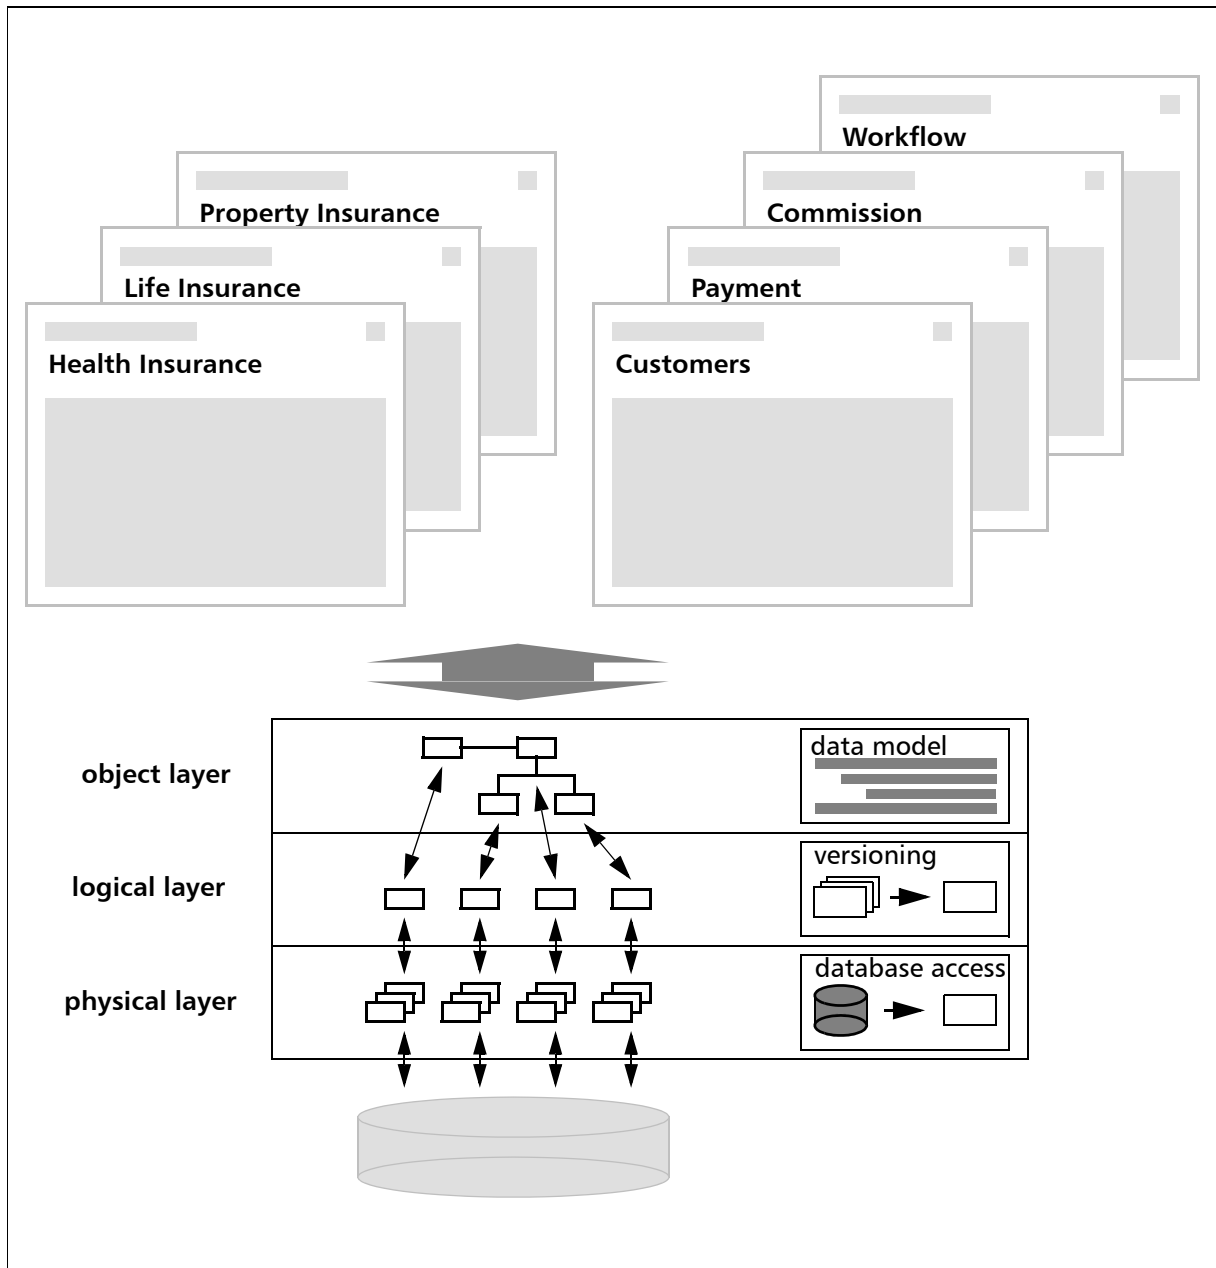 Workflow
Property Insurance
Commission
Life Insurance
Payment
Health Insurance
Customers
data model
object layer
versioning
logical layer
database access
physical layer